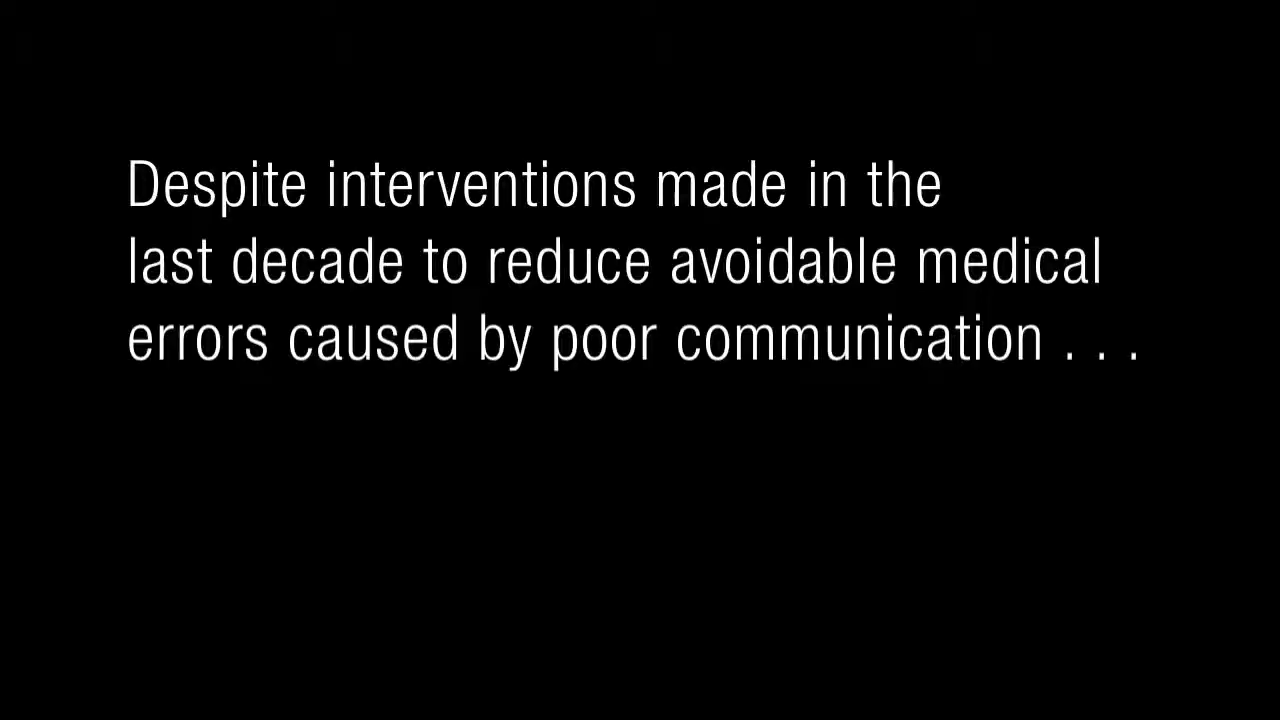 Despite interventions made in the
last decade to reduce avoidable medical
errors caused by poor communication . . .